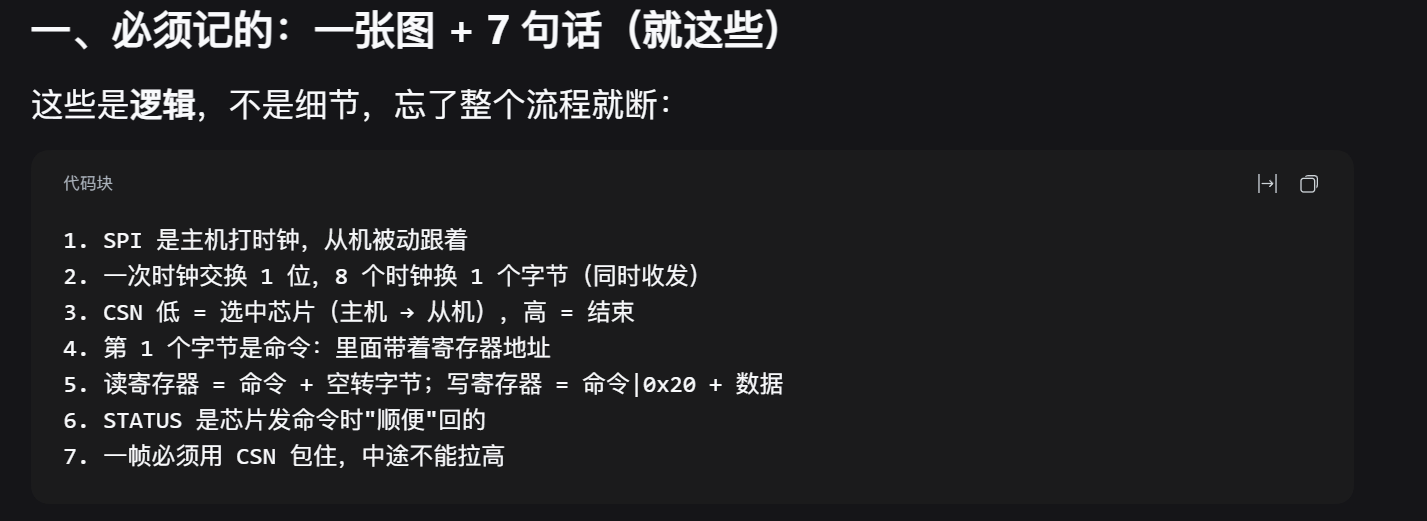 一、必须记的：一张图 + 7 句话（就这些）
这些是逻辑，不是细节，忘了整个流程就断：
代码块
1. SPI 是主机打时钟，从机被动跟着
2. 一次时钟交换 1 位，8 个时钟换 1 个字节（同时收发）
3. CSN 低 = 选中芯片（主机 → 从机），高 = 结束
4. 第 1 个字节是命令：里面带着寄存器地址
5. 读寄存器 = 命令 + 空转字节；写寄存器 = 命令|0x20 + 数据
6. STATUS 是芯片发命令时"顺便"回的
7. 一帧必须用 CSN 包住，中途不能拉高